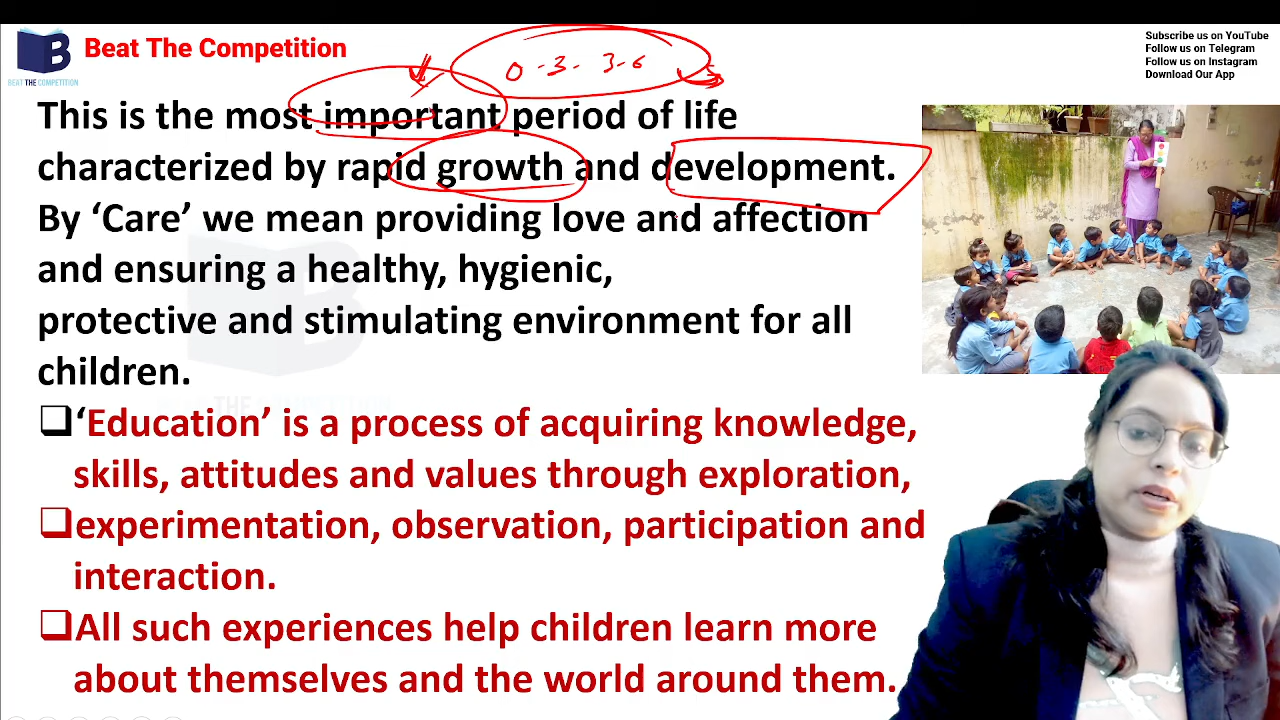 Beat The Competition
BEAT THE COMPETITION
Subscribe us on YouTube
Follow us on Telegram
Follow us on Instagram
Download Our App
0 - 3 - 3 - 6
This is the most important period of life
characterized by rapid growth and development.
By ‘Care’ we mean providing love and affection
and ensuring a healthy, hygienic,
protective and stimulating environment for all
children.
‘Education’ is a process of acquiring knowledge,
skills, attitudes and values through exploration,
experimentation, observation, participation and
interaction.
All such experiences help children learn more
about themselves and the world around them.